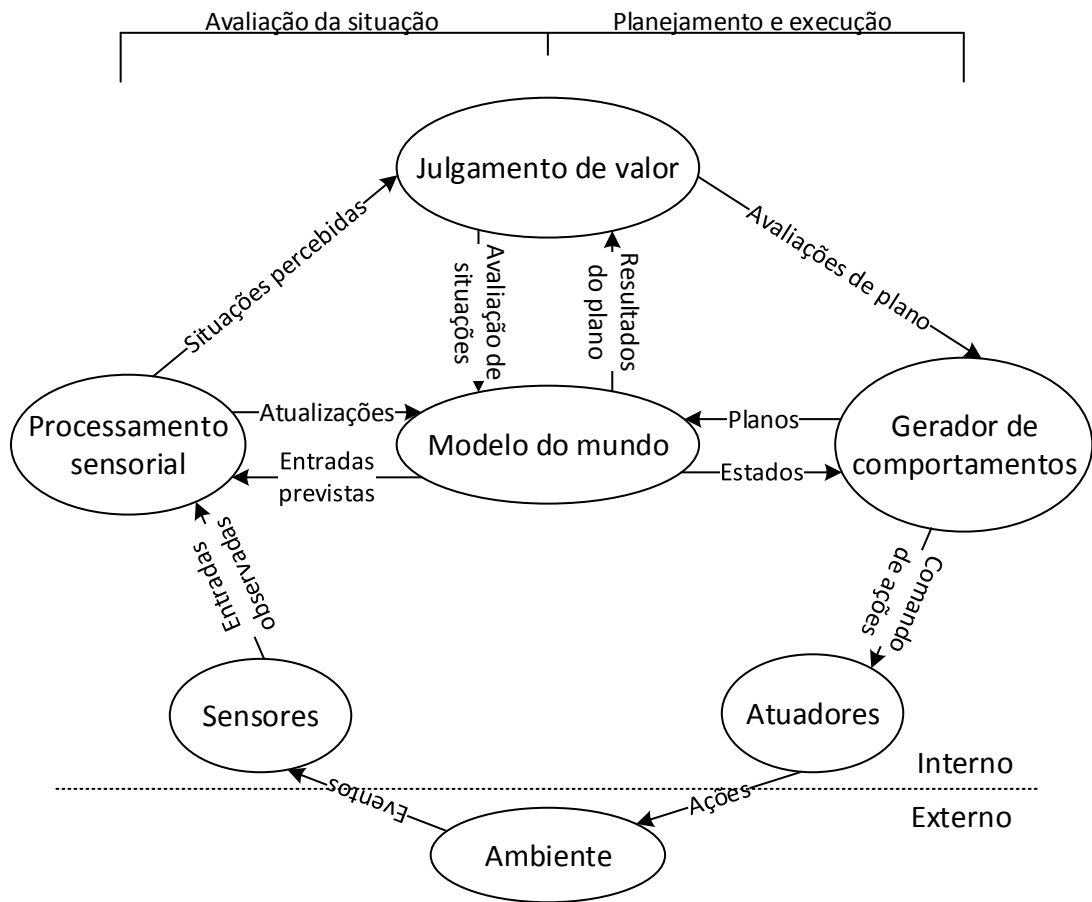 Avaliação da situação
Planejamento e execução
Julgamento de valor
Situações percebidas
Avaliação de
situações
Resultados
do plano
Avaliações de plano
Processamento
sensorial
Atualizações
Entradas
previstas
Modelo do mundo
Planos
Estados
Gerador de
comportamentos
Entradas
observadas
Comando
de ações
Sensores
Atuadores
Interno
Eventos
Ações
Externo
Ambiente